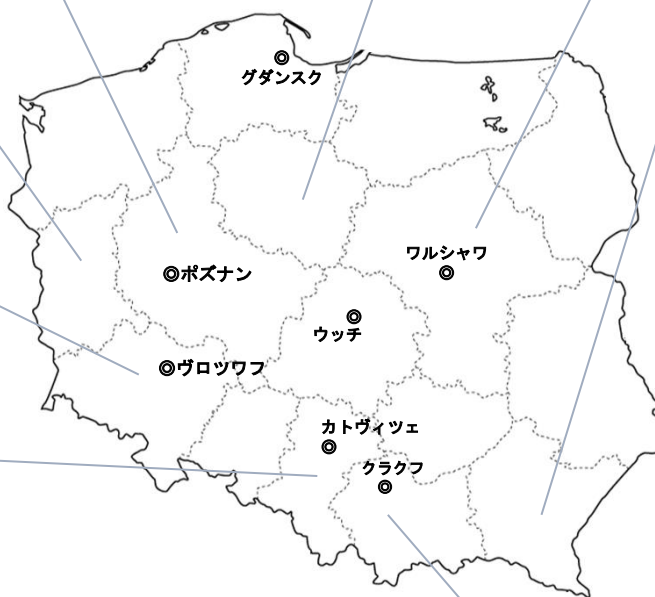 グダンスク
ワルシャワ
ポズナン
ウッチ
ヴロツワフ
カトヴィツェ
クラクフ